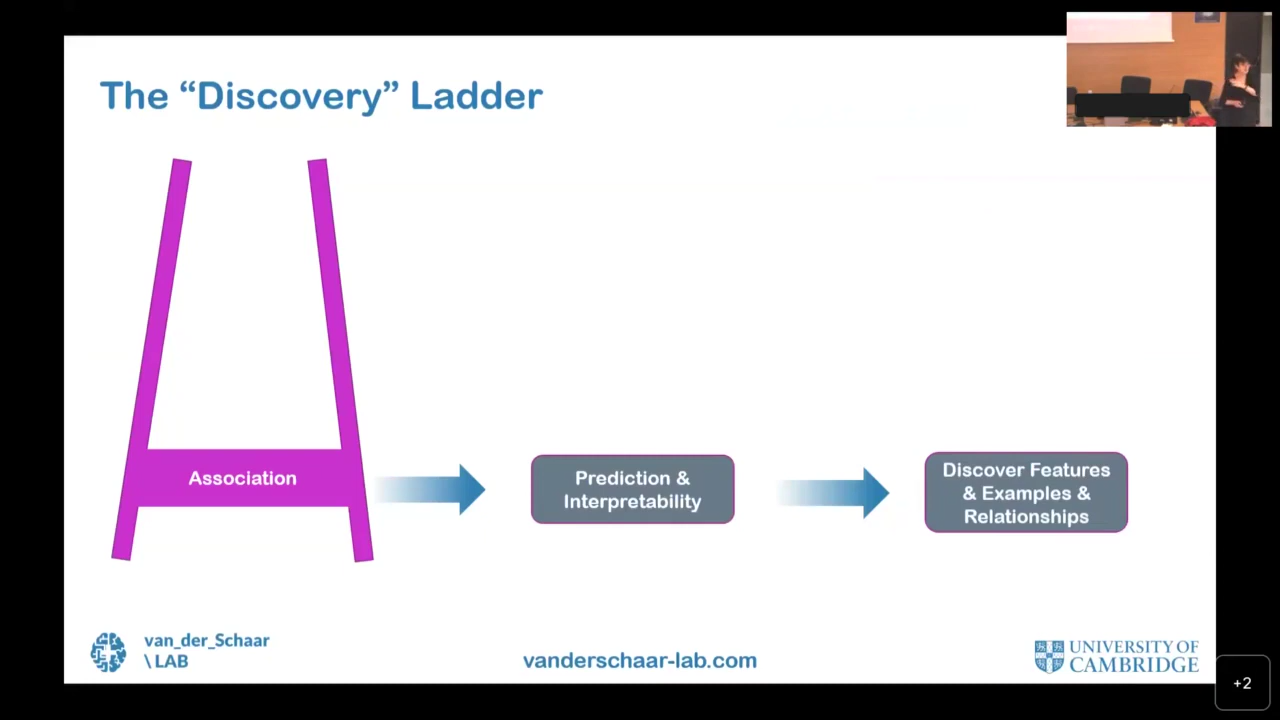 The “Discovery” Ladder
Association
Prediction &
Interpretability
Discover Features
& Examples &
Relationships
van_der_Schaar
\ LAB
vanderschaar-lab.com
UNIVERSITY OF
CAMBRIDGE
+2